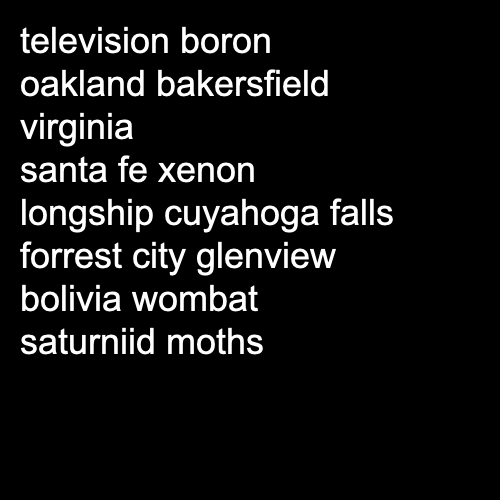 television boron
oakland bakersfield
virginia
santa fe xenon
longship cuyahoga falls
forrest city glenview
bolivia wombat
saturniid moths